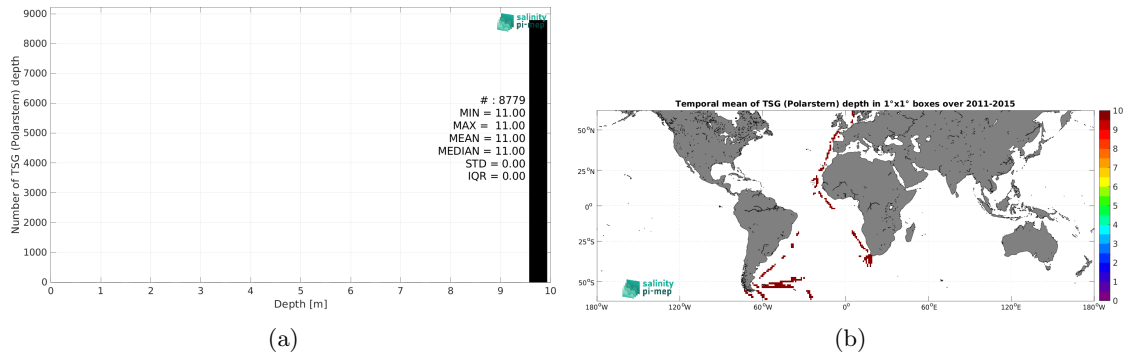 9000
8000
7000
6000
5000
4000
3000
2000
1000
0
Number of TSG (Polarstern) depth
salinity
pi-mep
# : 8779
MIN = 11.00
MAX = 11.00
MEAN = 11.00
MEDIAN = 11.00
STD = 0.00
IQR = 0.00
0 1 2 3 4 5 6 7 8 9 10
Depth [m]
(a)
Temporal mean of TSG (Polarstern) depth in 1°x1° boxes over 2011-2015
50°N
25°N
0°
25°S
50°S
salinity
pi-mep
180°W 120°W 60°W 0° 60°E 120°E 180°E
10
9
8
7
6
5
4
3
2
1
0
(b)